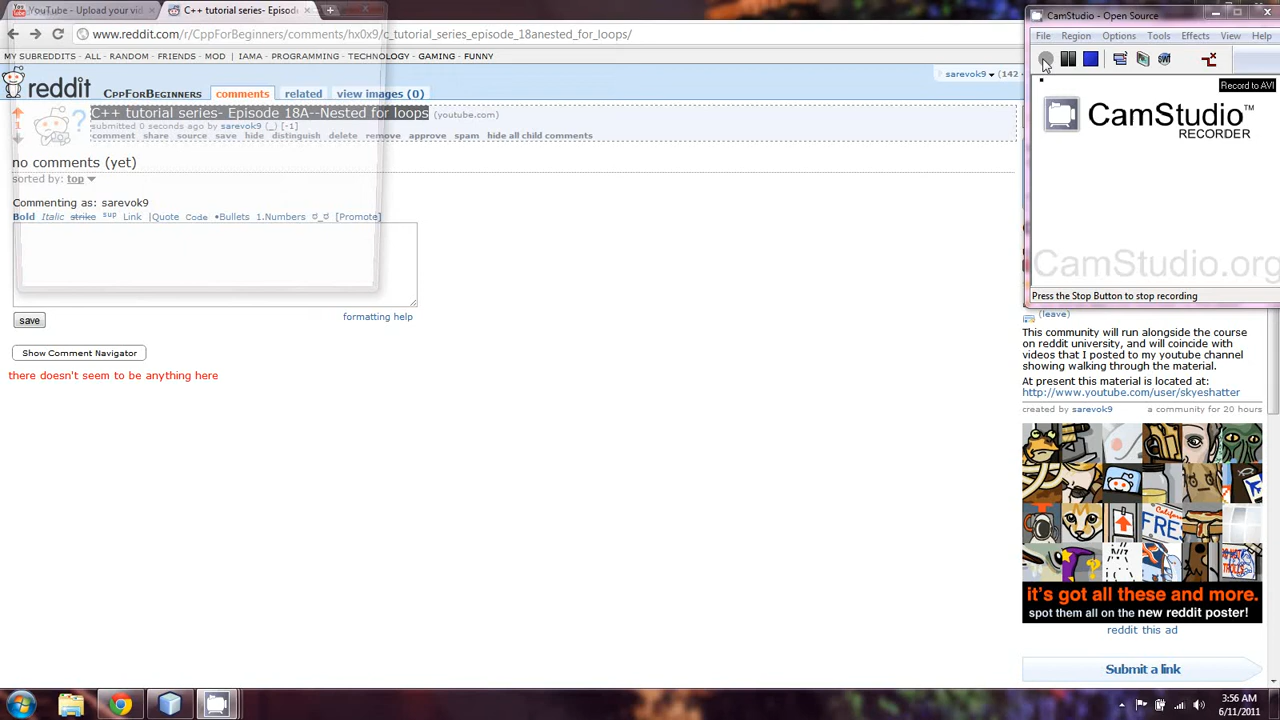 YouTube - Upload your vid
C++ tutorial series- Episod
www.reddit.com/r/CppForBeginners/comments/hx0x9/c_tutorial_series_episode_18anested_for_loops/
MY SUBREDDITS - ALL - RANDOM - FRIENDS - MOD | IAMA - PROGRAMMING - TECHNOLOGY - GAMING - FUNNY
reddit CPPFORBEGINNERS comments related view images (0)
sarevok9 (142
C++ tutorial series- Episode 18A--Nested for loops (youtube.com)
1
submitted 0 seconds ago by sarevok9 (_) [-1]
comment share source save hide distinguish delete remove approve spam hide all child comments
no comments (yet)
sorted by: top
Commenting as: sarevok9
Bold Italic strike sup Link |Quote Code •Bullets 1.Numbers ಠ_ಠ [Promote]
save
formatting help
Show Comment Navigator
there doesn't seem to be anything here
CamStudio - Open Source
File Region Options Tools Effects View Help
Record to AVI
CamStudio™
RECORDER
CamStudio.org
Press the Stop Button to stop recording
(leave)
This community will run alongside the course
on reddit university, and will coincide with
videos that I posted to my youtube channel
showing walking through the material.
At present this material is located at:
http://www.youtube.com/user/skyeshatter
created by sarevok9 a community for 20 hours
California
FRES
it's got all these and more.
spot them all on the new reddit poster!
reddit this ad
Submit a link
3:56 AM
6/11/2011